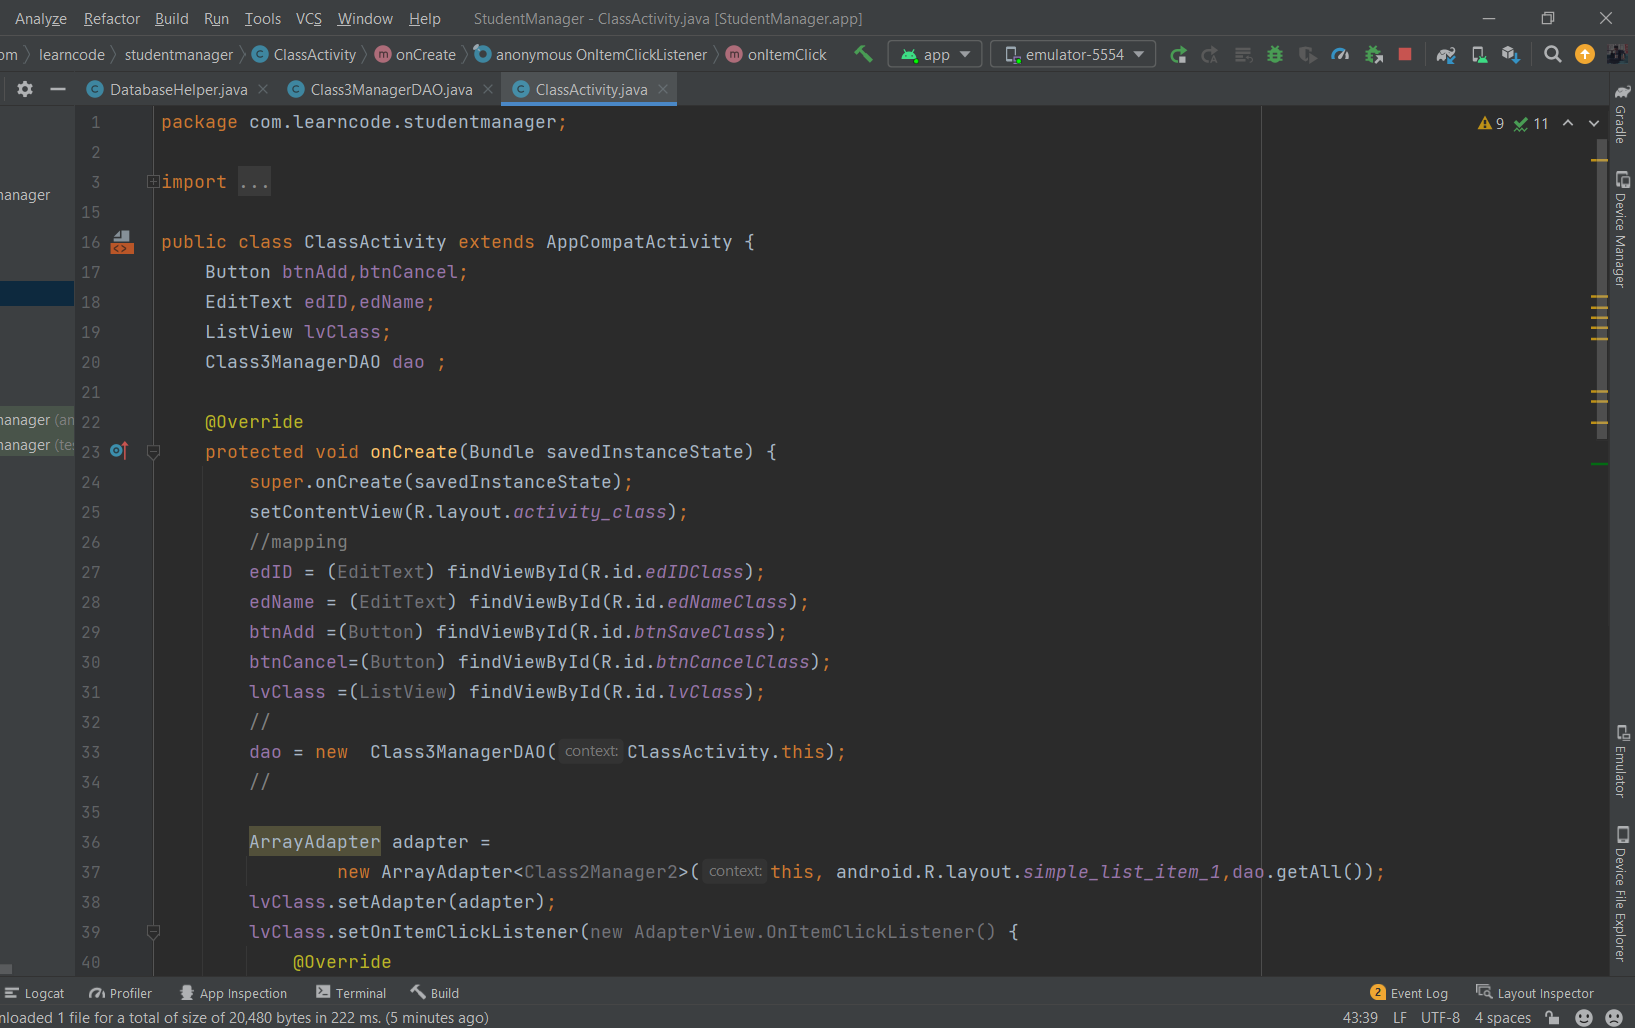 Analyze Refactor Build Run Tools VCS Window Help StudentManager - ClassActivity.java [StudentManager.app]
om learncode studentmanager ClassActivity onCreate anonymous OnItemClickListener onItemClick app emulator-5554
DatabaseHelper.java Class3ManagerDAO.java ClassActivity.java
1 package com.learncode.studentmanager; 9 11
2
3 import ...
15
16 public class ClassActivity extends AppCompatActivity {
17 Button btnAdd,btnCancel;
18 EditText edID,edName;
19 ListView lvClass;
20 Class3ManagerDAO dao ;
21
22 @Override
23 protected void onCreate(Bundle savedInstanceState) {
24 super.onCreate(savedInstanceState);
25 setContentView(R.layout.activity_class);
26 //mapping
27 edID = (EditText) findViewById(R.id.edIDClass);
28 edName = (EditText) findViewById(R.id.edNameClass);
29 btnAdd =(Button) findViewById(R.id.btnSaveClass);
30 btnCancel=(Button) findViewById(R.id.btnCancelClass);
31 lvClass =(ListView) findViewById(R.id.lvClass);
32 //
33 dao = new Class3ManagerDAO( context: ClassActivity.this);
34 //
35
36 ArrayAdapter adapter =
37 new ArrayAdapter<Class2Manager2>( context: this, android.R.layout.simple_list_item_1,dao.getAll());
38 lvClass.setAdapter(adapter);
39 lvClass.setOnItemClickListener(new AdapterView.OnItemClickListener() {
40 @Override
manager
manager (an
manager (tes
Gradle
Device Manager
Emulator
Device File Explorer
Logcat Profiler App Inspection Terminal Build 2 Event Log Layout Inspector
nloaded 1 file for a total of size of 20,480 bytes in 222 ms. (5 minutes ago) 43:39 LF UTF-8 4 spaces